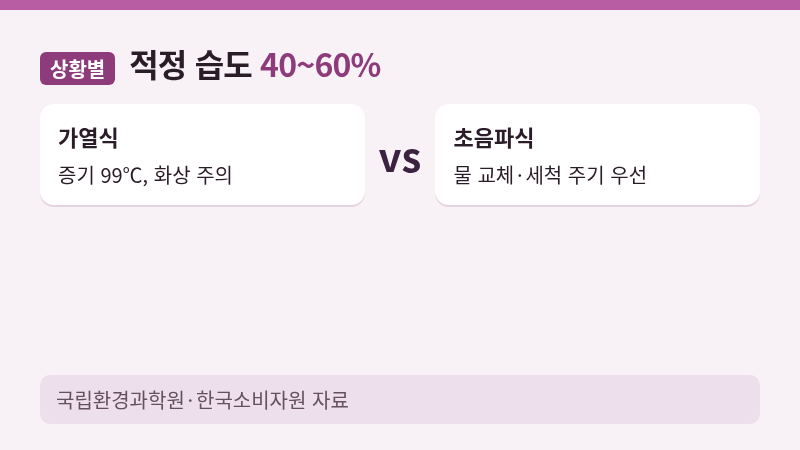 상황별 적정 습도 40~60%
가열식
증기 99℃, 화상 주의
VS
초음파식
물 교체·세척 주기 우선
국립환경과학원·한국소비자원 자료